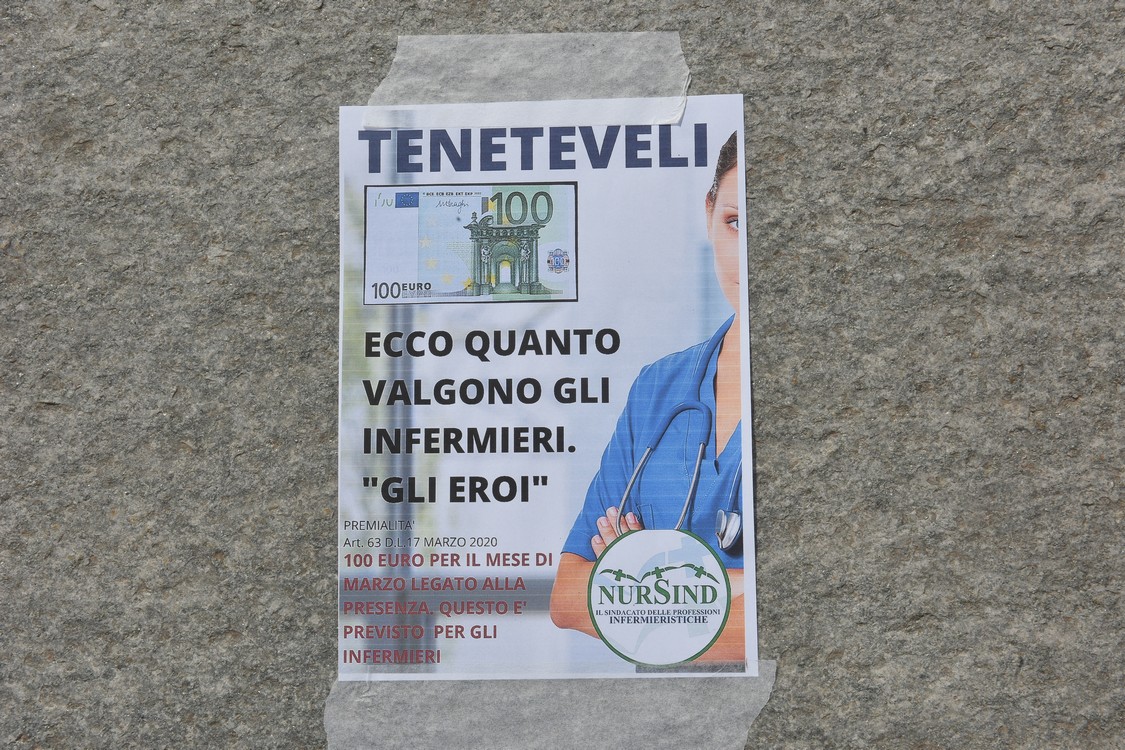 TENETEVELI
100
100 EURO
ECCO QUANTO
VALGONO GLI
INFERMIERI.
"GLI EROI"
PREMIALITA'
Art. 63 D.L.17 MARZO 2020
100 EURO PER IL MESE DI
MARZO LEGATO ALLA
PRESENZA. QUESTO E'
PREVISTO PER GLI
INFERMIERI
NURSIND
IL SINDACATO DELLE PROFESSIONI
INFERMIERISTICHE